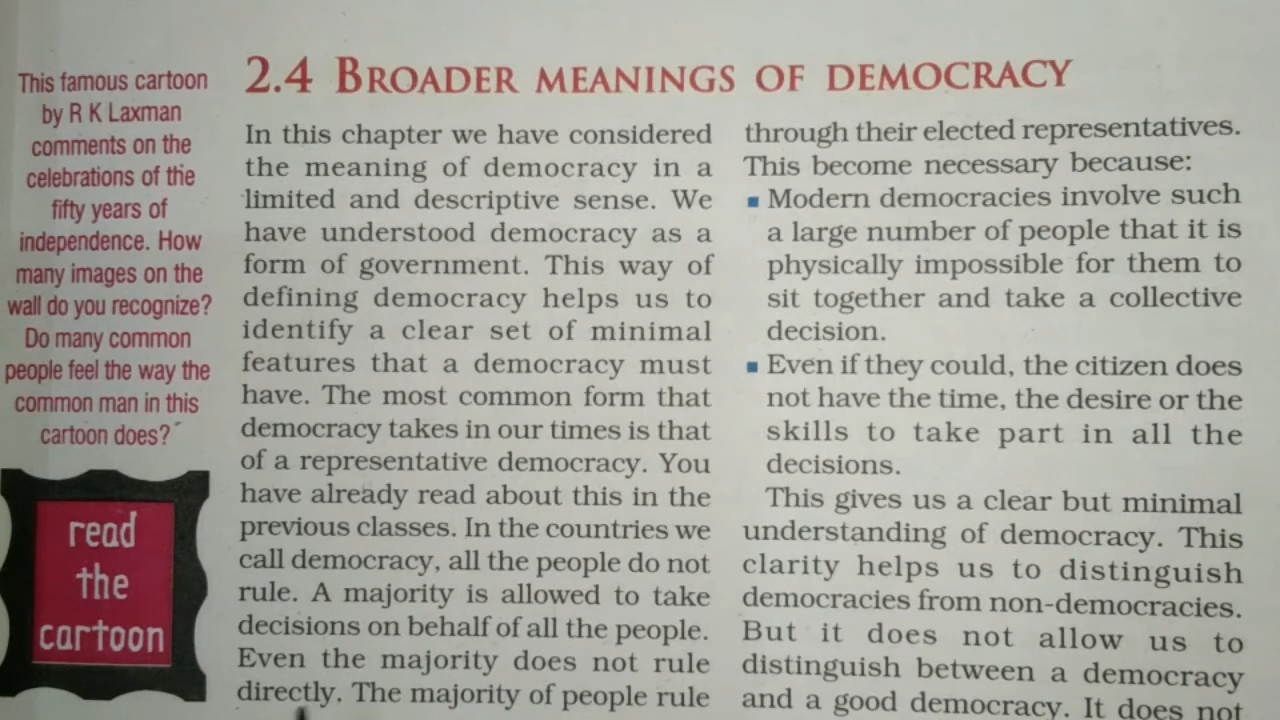 This famous cartoon
by R K Laxman
comments on the
celebrations of the
fifty years of
independence. How
many images on the
wall do you recognize?
Do many common
people feel the way the
common man in this
cartoon does?
read
the
cartoon
2.4 BROADER MEANINGS OF DEMOCRACY
In this chapter we have considered
the meaning of democracy in a
limited and descriptive sense. We
have understood democracy as a
form of government. This way of
defining democracy helps us to
identify a clear set of minimal
features that a democracy must
have. The most common form that
democracy takes in our times is that
of a representative democracy. You
have already read about this in the
previous classes. In the countries we
call democracy, all the people do not
rule. A majority is allowed to take
decisions on behalf of all the people.
Even the majority does not rule
directly. The majority of people rule
through their elected representatives.
This become necessary because:
▪ Modern democracies involve such
a large number of people that it is
physically impossible for them to
sit together and take a collective
decision.
▪ Even if they could, the citizen does
not have the time, the desire or the
skills to take part in all the
decisions.
This gives us a clear but minimal
understanding of democracy. This
clarity helps us to distinguish
democracies from non-democracies.
But it does not allow us to
distinguish between a democracy
and a good democracy. It does not